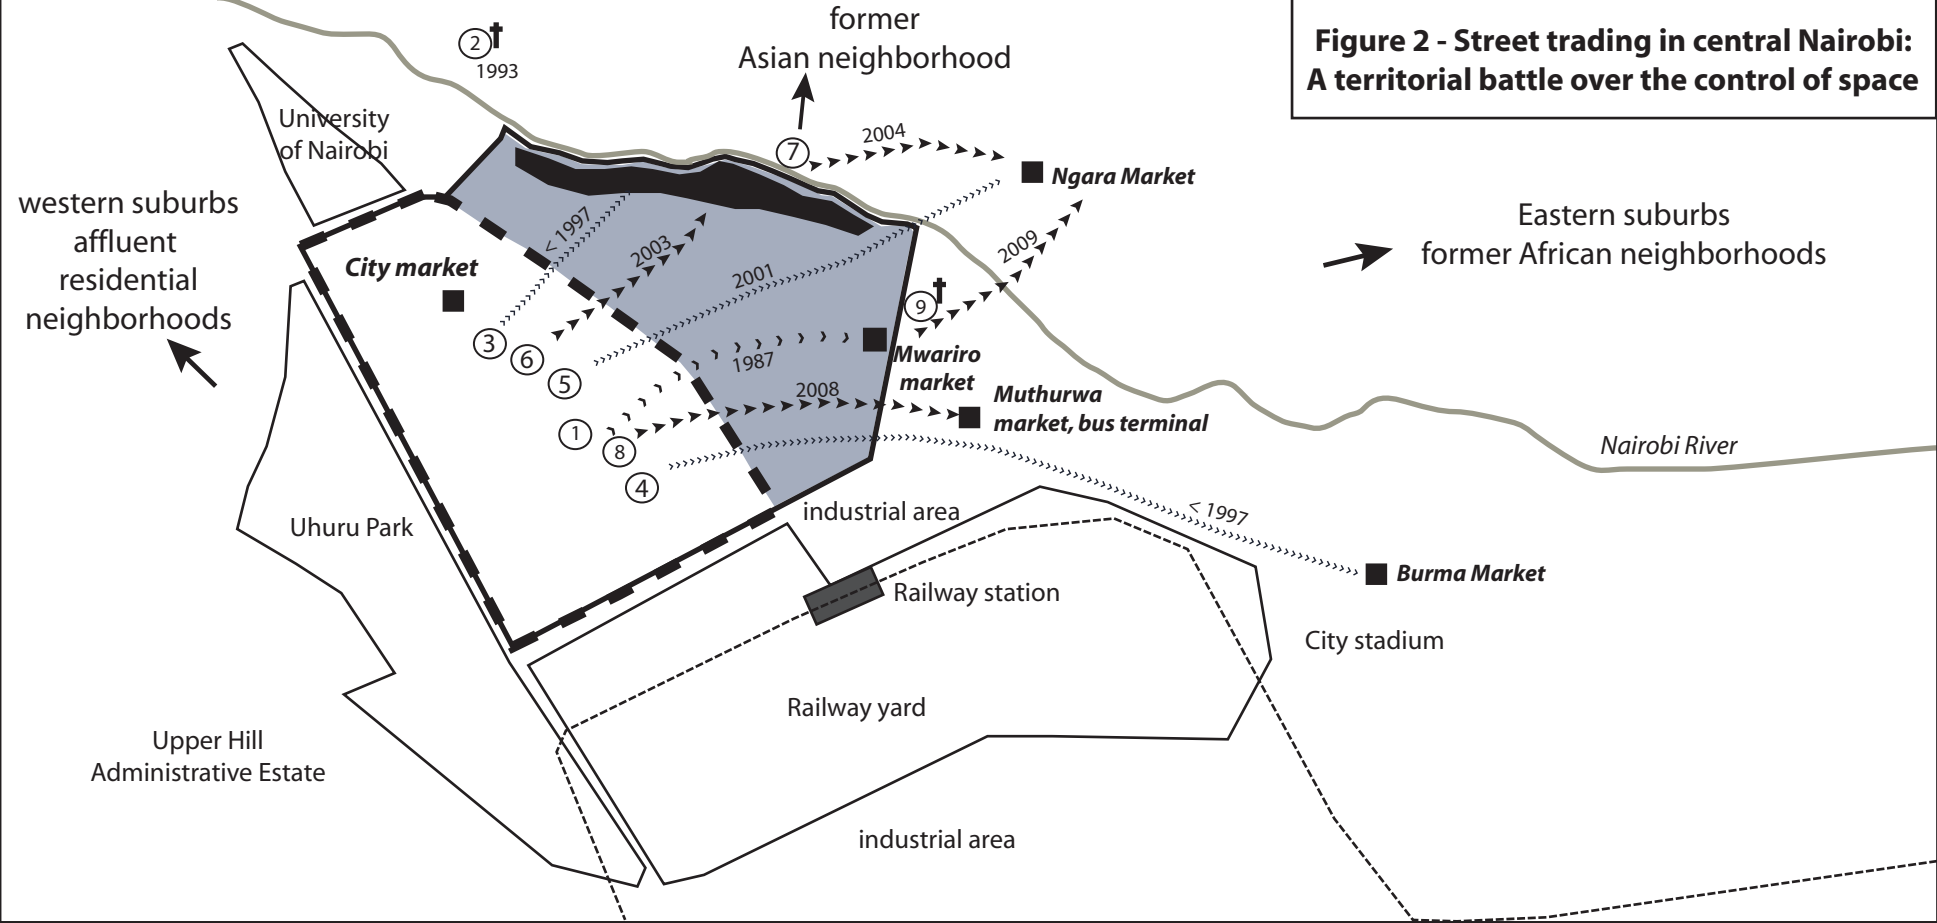 Figure 2 - Street trading in central Nairobi:
A territorial battle over the control of space
former
Asian neighborhood
2
1993
University
of Nairobi
7
2004
Ngara Market
western suburbs
affluent
residential
neighborhoods
Eastern suburbs
former African neighborhoods
City market
< 1997
2003
2001
2009
9
3
6
5
1987
Mwariro
market
2008
Muthurwa
market, bus terminal
1
8
4
Nairobi River
< 1997
industrial area
Uhuru Park
Railway station
Burma Market
City stadium
Railway yard
Upper Hill
Administrative Estate
industrial area